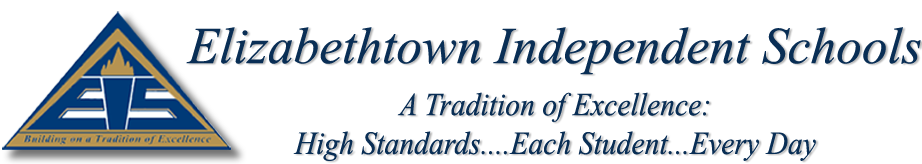 Elizabethtown Independent Schools
A Tradition of Excellence:
High Standards....Each Student...Every Day
EIS
Building on a Tradition of Excellence